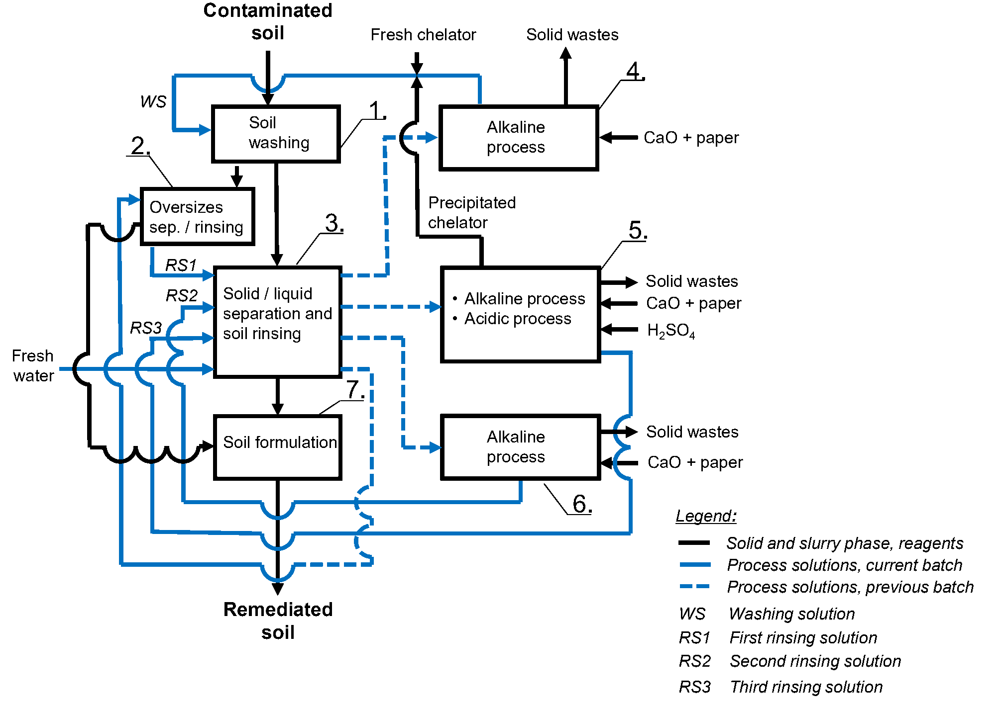 Contaminated
soil
Fresh chelator
Solid wastes
4.
WS
1.
Soil
washing
Alkaline
process
CaO + paper
2.
Oversizes
sep. / rinsing
Precipitated
chelator
3.
5.
RS1
RS2
RS3
Solid / liquid
separation and
soil rinsing
• Alkaline process
• Acidic process
Solid wastes
CaO + paper
H₂SO₄
Fresh
water
7.
Soil formulation
Alkaline
process
Solid wastes
CaO + paper
6.
Remediated
soil
Legend:
Solid and slurry phase, reagents
Process solutions, current batch
Process solutions, previous batch
WS Washing solution
RS1 First rinsing solution
RS2 Second rinsing solution
RS3 Third rinsing solution